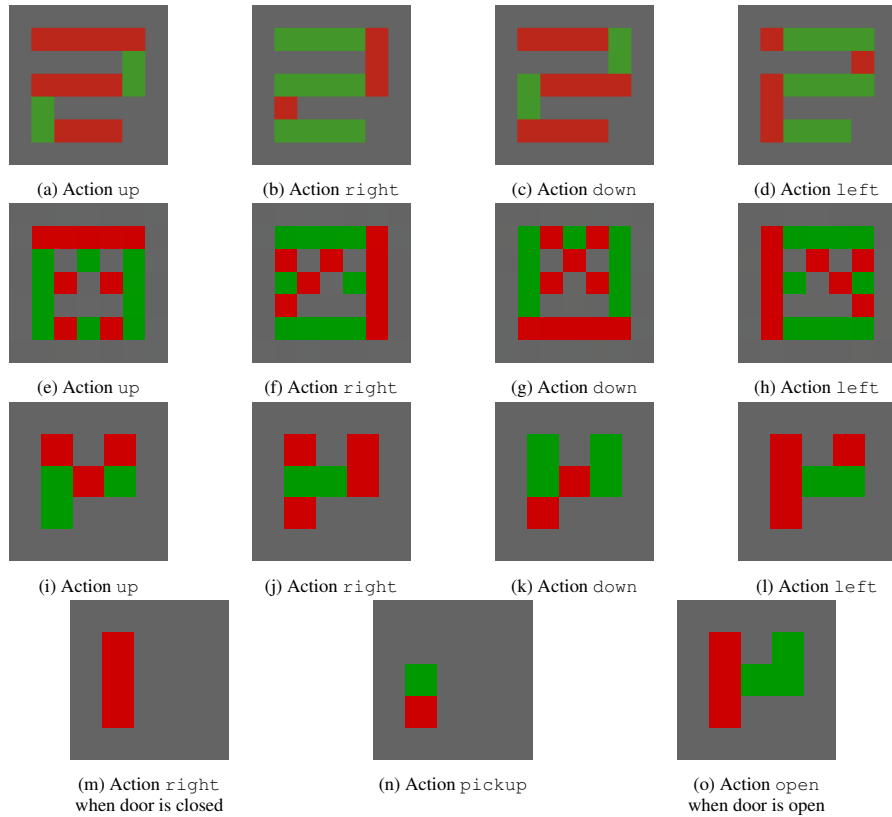 (a) Action up
(b) Action right
(c) Action down
(d) Action left
(e) Action up
(f) Action right
(g) Action down
(h) Action left
(i) Action up
(j) Action right
(k) Action down
(l) Action left
(m) Action right
when door is closed
(n) Action pickup
(o) Action open
when door is open